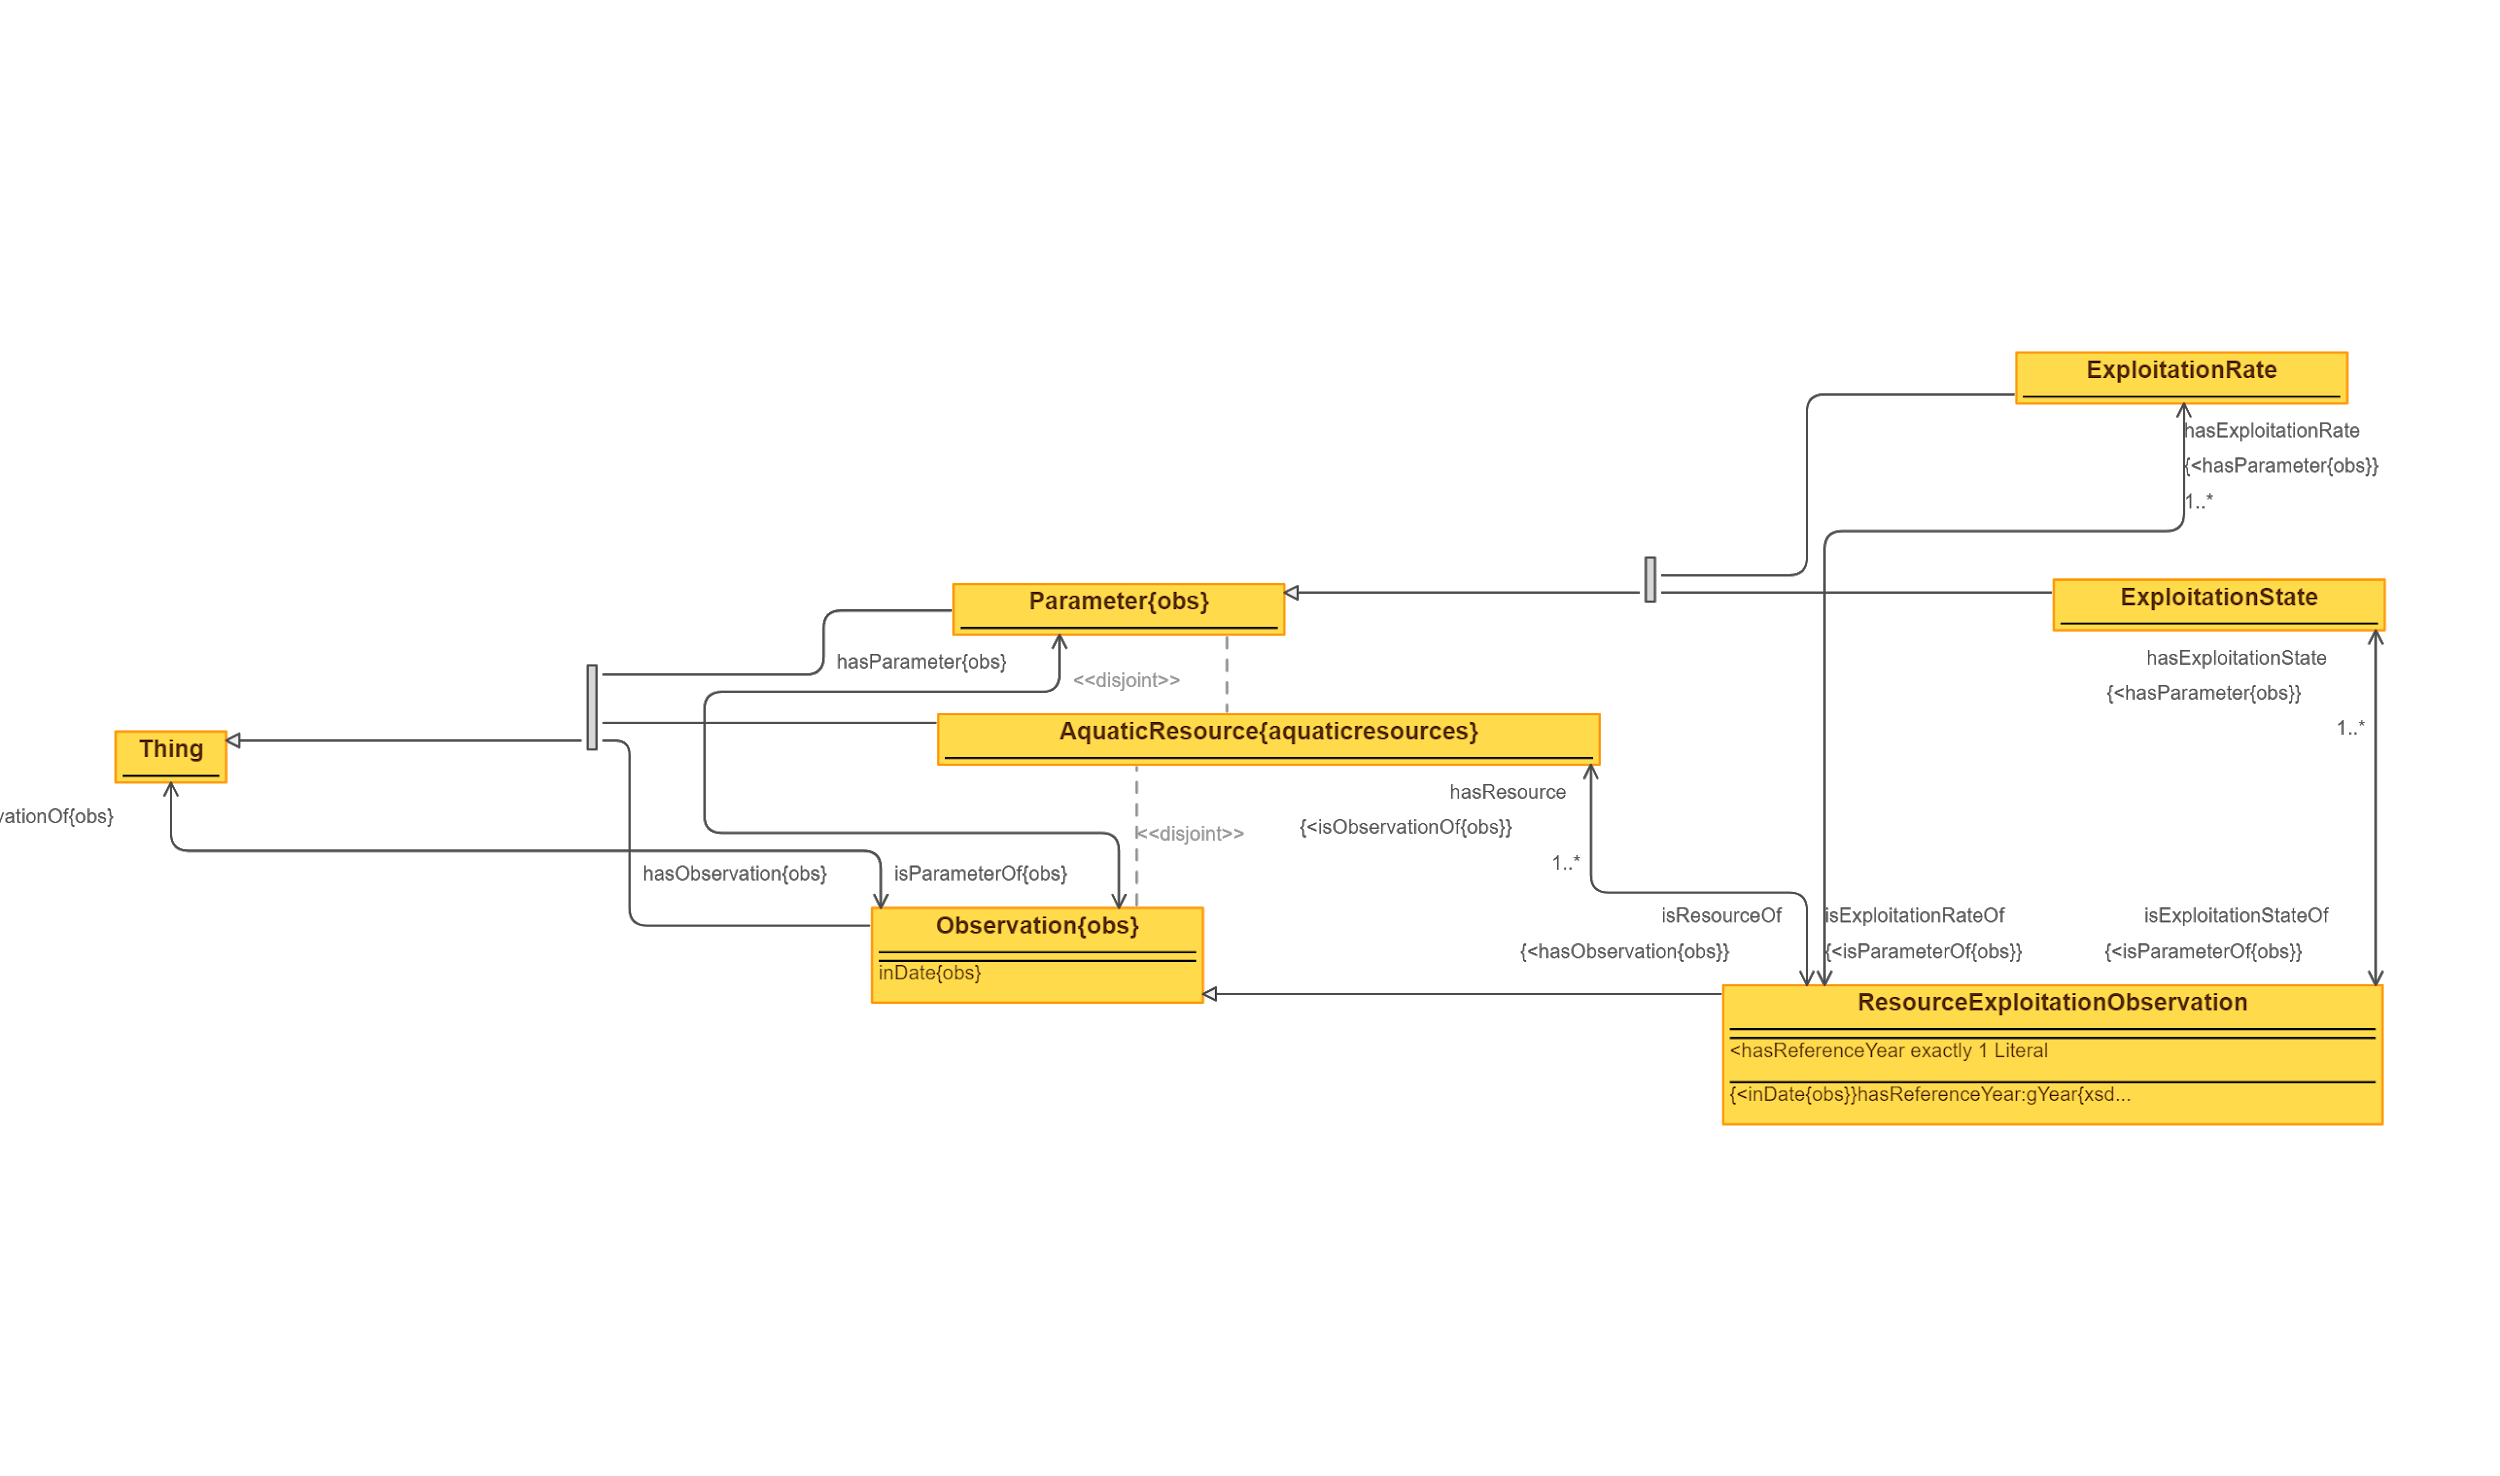 ExploitationRate
hasExploitationRate
{<hasParameter{obs}}
1..*
Parameter{obs}
ExploitationState
hasParameter{obs}
<<disjoint>>
hasExploitationState
{<hasParameter{obs}}
1..*
Thing
AquaticResource{aquaticresources}
vationOf{obs}
hasResource
{<isObservationOf{obs}}
1..*
<<disjoint>>
hasObservation{obs}
isParameterOf{obs}
Observation{obs}
inDate{obs}
isResourceOf
{<hasObservation{obs}}
isExploitationRateOf
{<isParameterOf{obs}}
isExploitationStateOf
{<isParameterOf{obs}}
ResourceExploitationObservation
<hasReferenceYear exactly 1 Literal
{<inDate{obs}}hasReferenceYear:gYear{xsd...